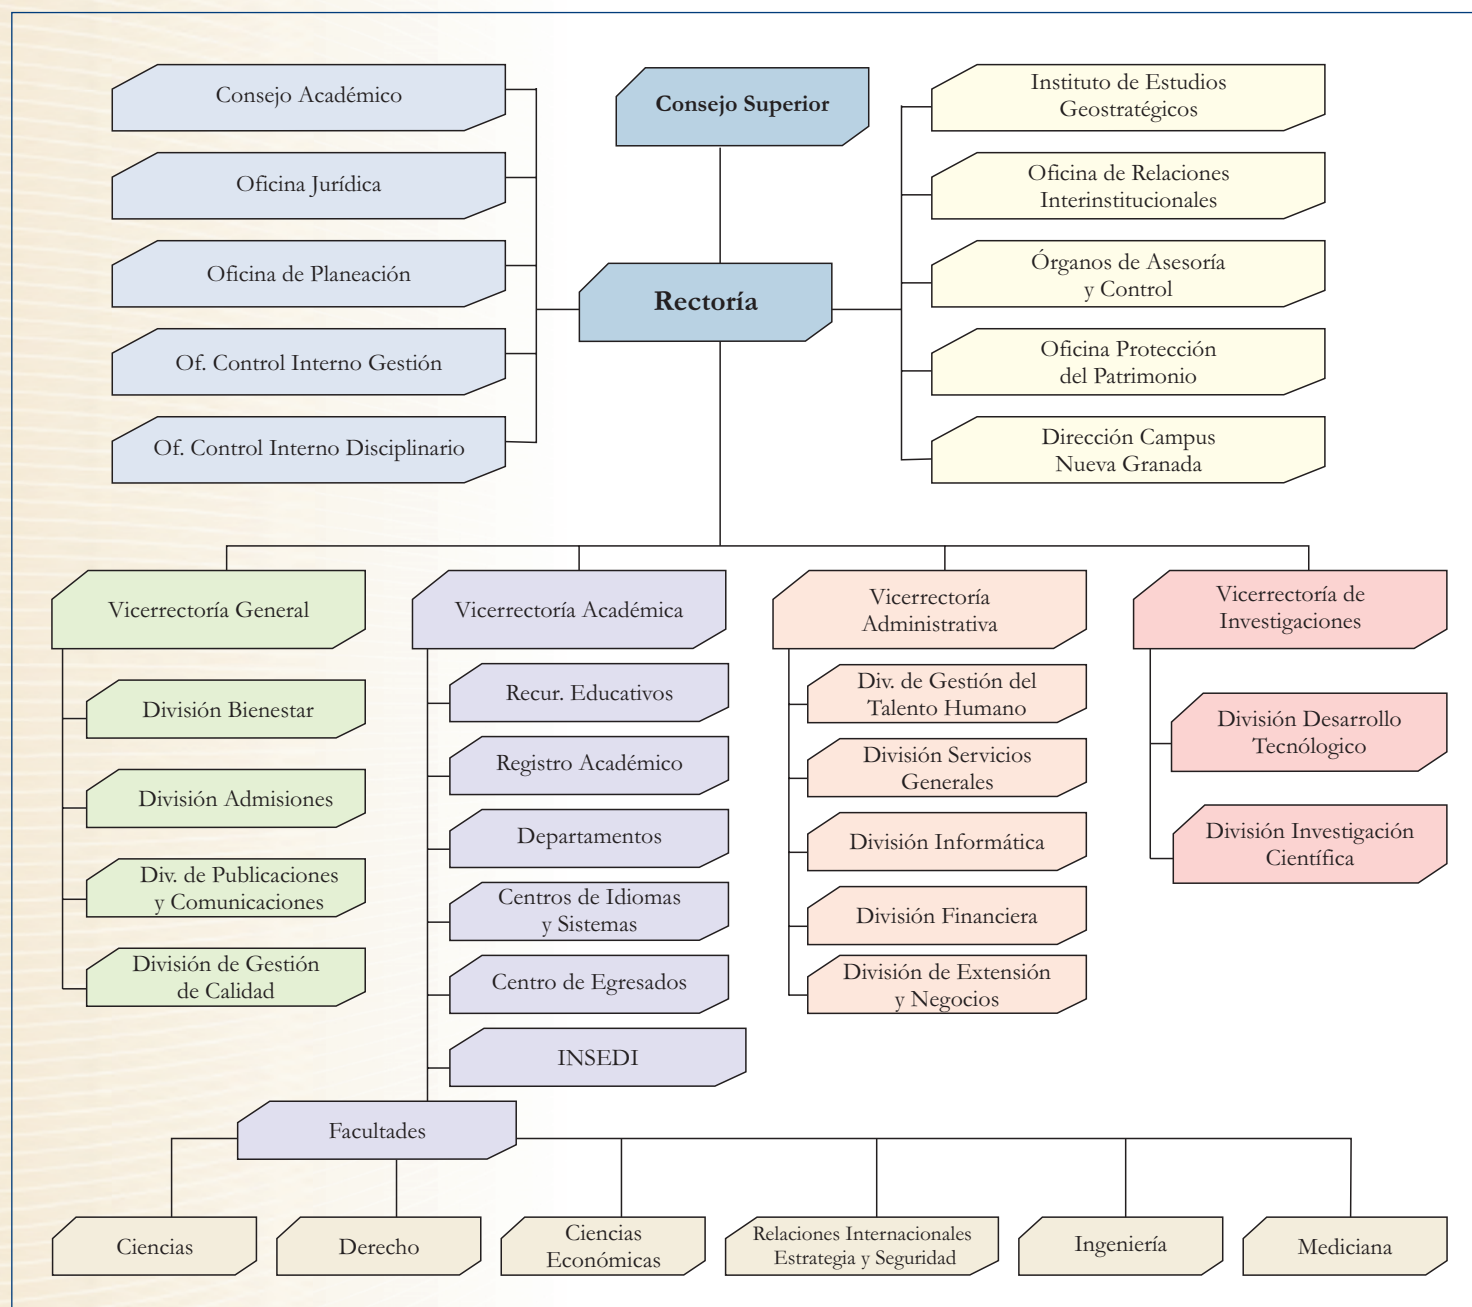 Consejo Superior
Rectoría
Consejo Académico
Oficina Jurídica
Oficina de Planeación
Of. Control Interno Gestión
Of. Control Interno Disciplinario
Instituto de Estudios
Geostratégicos
Oficina de Relaciones
Interinstitucionales
Órganos de Asesoría
y Control
Oficina Protección
del Patrimonio
Dirección Campus
Nueva Granada
Vicerrectoría General
División Bienestar
División Admisiones
Div. de Publicaciones
y Comunicaciones
División de Gestión
de Calidad
Vicerrectoría Académica
Recur. Educativos
Registro Académico
Departamentos
Centros de Idiomas
y Sistemas
Centro de Egresados
INSEDI
Facultades
Vicerrectoría
Administrativa
Div. de Gestión del
Talento Humano
División Servicios
Generales
División Informática
División Financiera
División de Extensión
y Negocios
Vicerrectoría de
Investigaciones
División Desarrollo
Tecnólogico
División Investigación
Científica
Ciencias
Derecho
Ciencias
Económicas
Relaciones Internacionales
Estrategia y Seguridad
Ingeniería
Mediciana